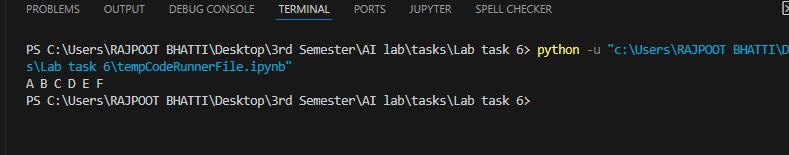 PROBLEMS OUTPUT DEBUG CONSOLE TERMINAL PORTS JUPYTER SPELL CHECKER
PS C:\Users\RAJPOOT BHATTI\Desktop\3rd Semester\AI lab\tasks\Lab task 6> python -u "c:\Users\RAJPOOT BHATTI\D
s\Lab task 6\tempCodeRunnerFile.ipynb"
A B C D E F
PS C:\Users\RAJPOOT BHATTI\Desktop\3rd Semester\AI lab\tasks\Lab task 6>